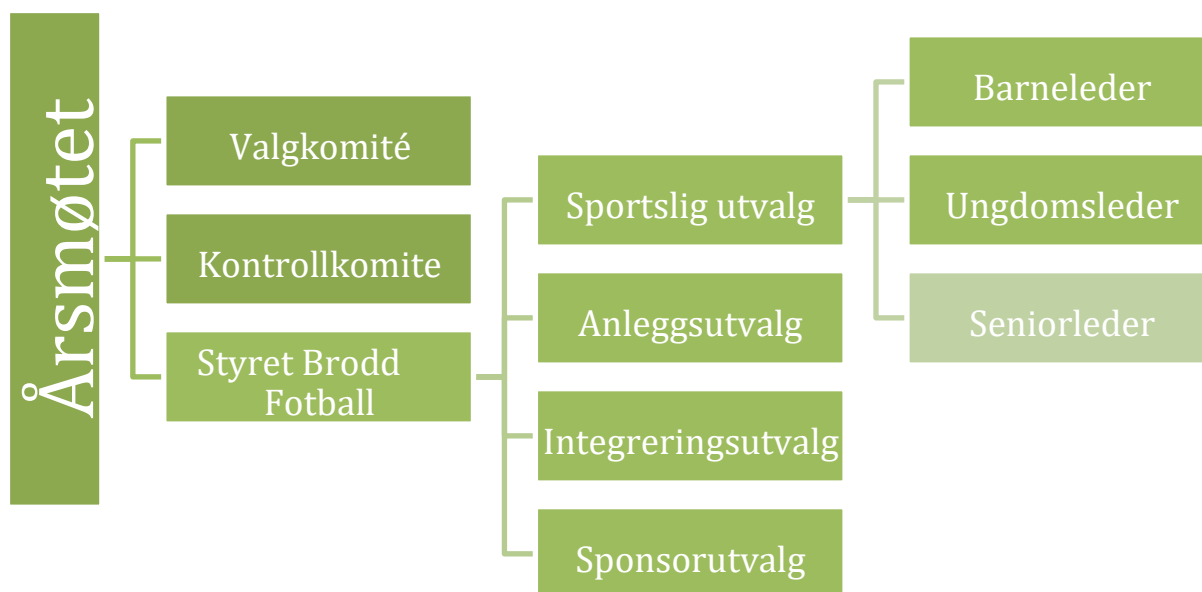 Årsmøtet
Valgkomité
Kontrollkomite
Styret Brodd
Fotball
Sportslig utvalg
Anleggsutvalg
Integreringsutvalg
Sponsorutvalg
Barneleder
Ungdomsleder
Seniorleder